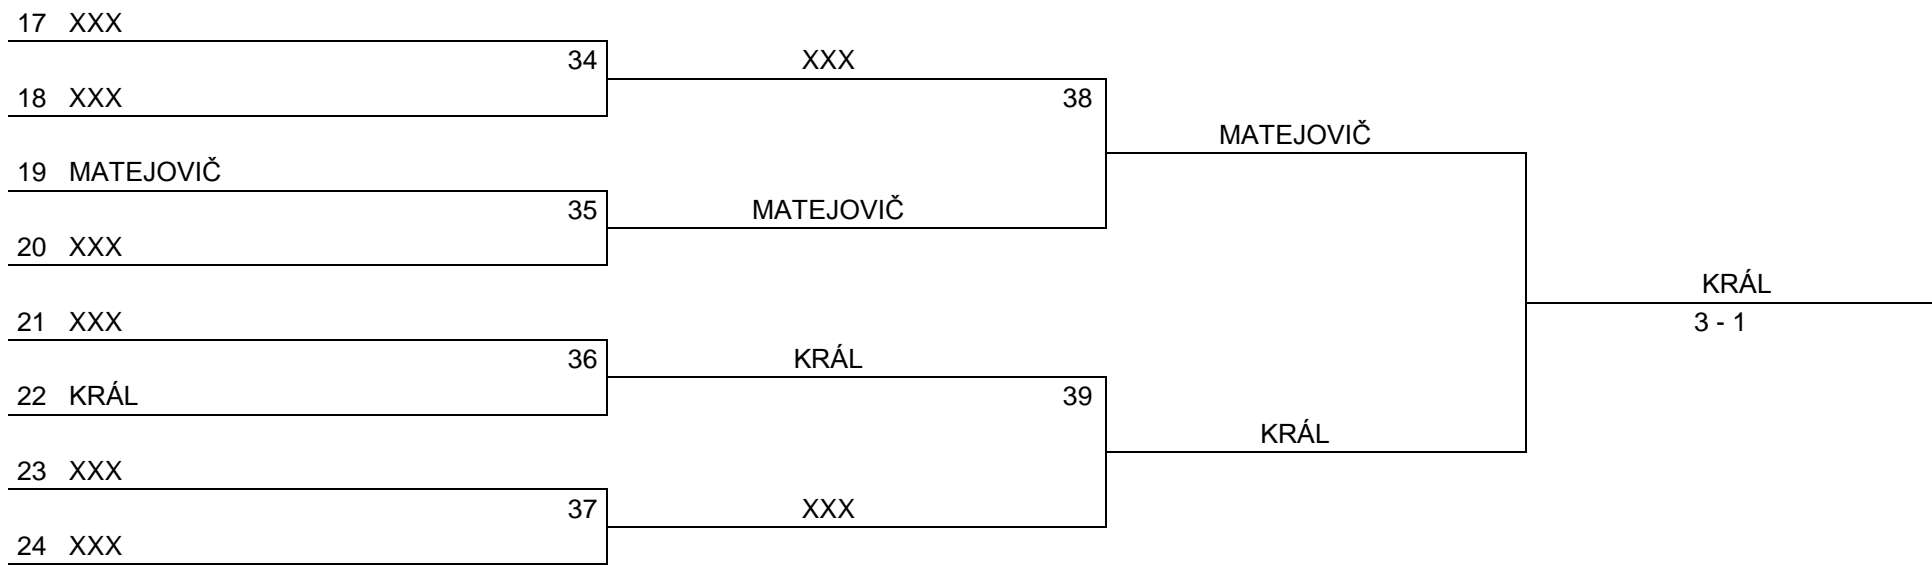 17 XXX
34 XXX
18 XXX
38
MATEJOVIČ
19 MATEJOVIČ
35 MATEJOVIČ
20 XXX
KRÁL
21 XXX
3 - 1
36 KRÁL
22 KRÁL
39
KRÁL
23 XXX
37 XXX
24 XXX